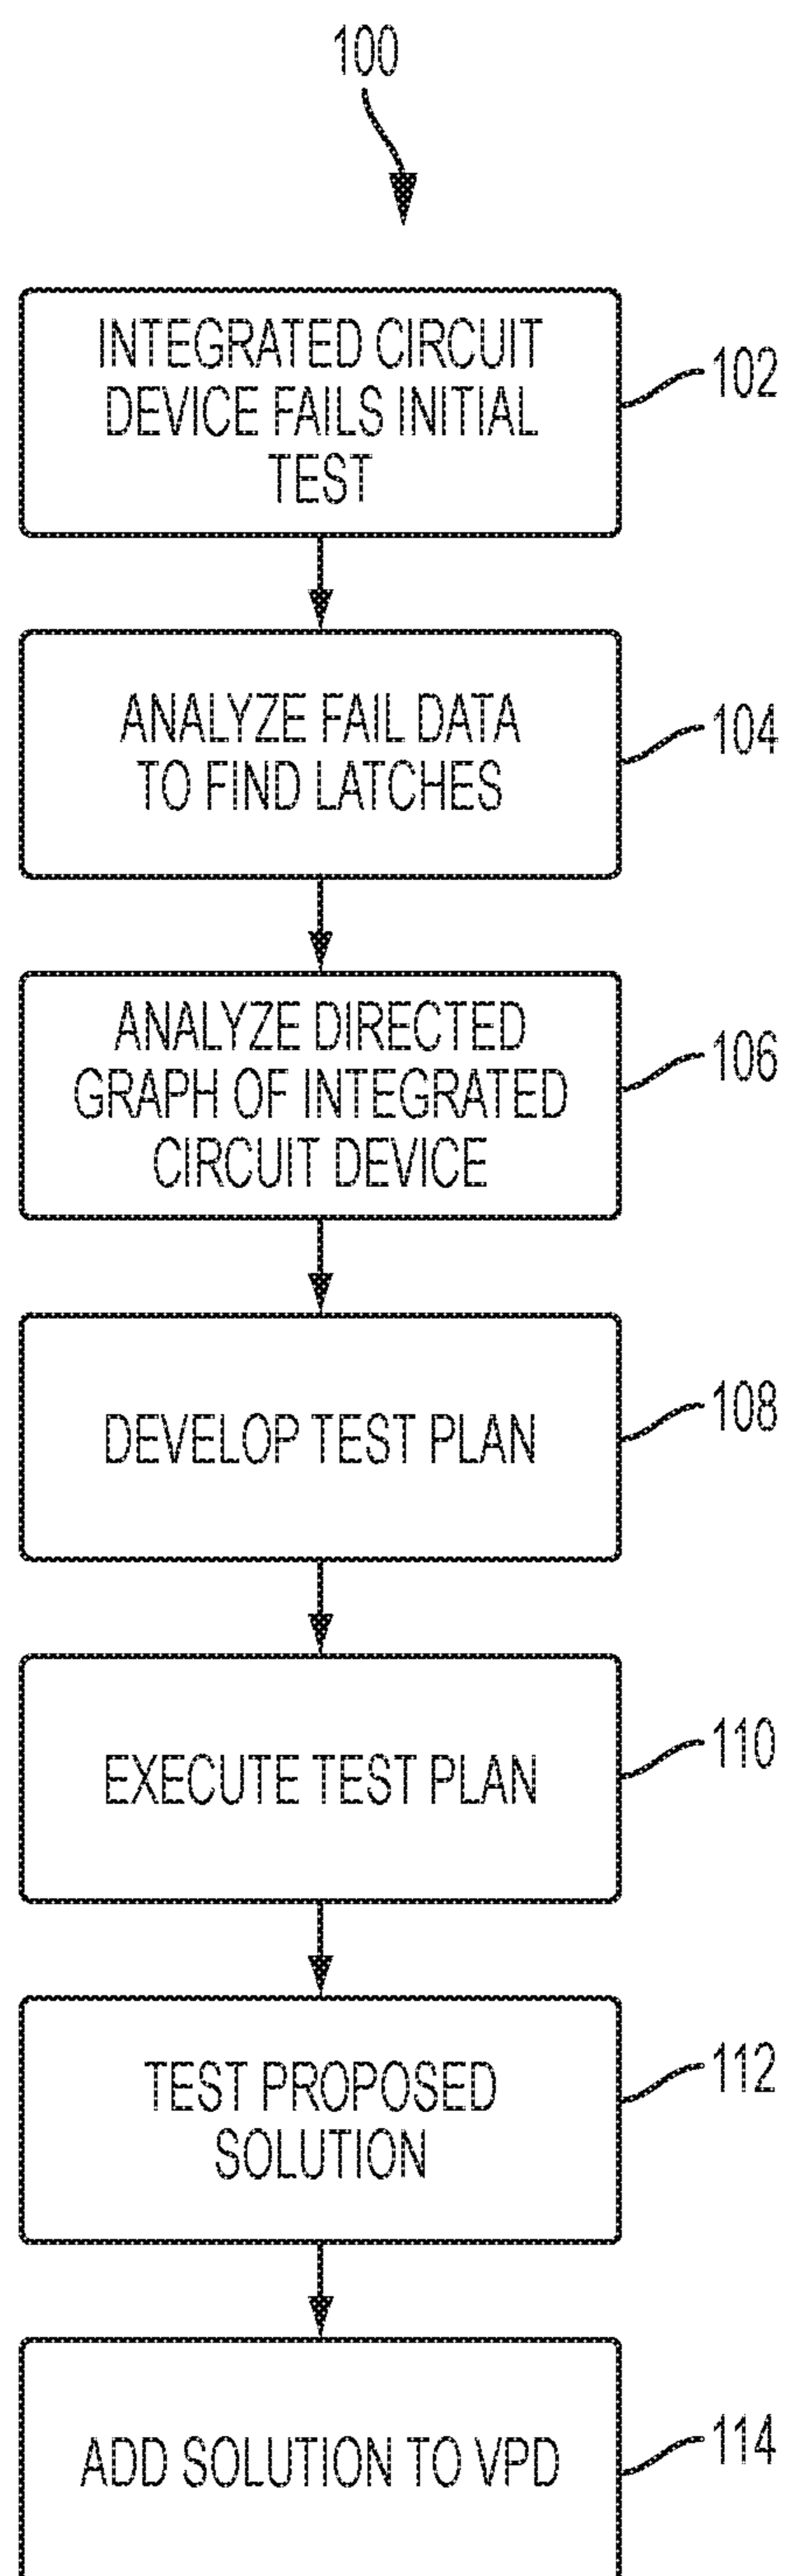 100
INTEGRATED CIRCUIT
DEVICE FAILS INITIAL
TEST
102
ANALYZE FAIL DATA
TO FIND LATCHES
104
ANALYZE DIRECTED
GRAPH OF INTEGRATED
CIRCUIT DEVICE
106
DEVELOP TEST PLAN
108
EXECUTE TEST PLAN
110
TEST PROPOSED
SOLUTION
112
ADD SOLUTION TO VPD
114